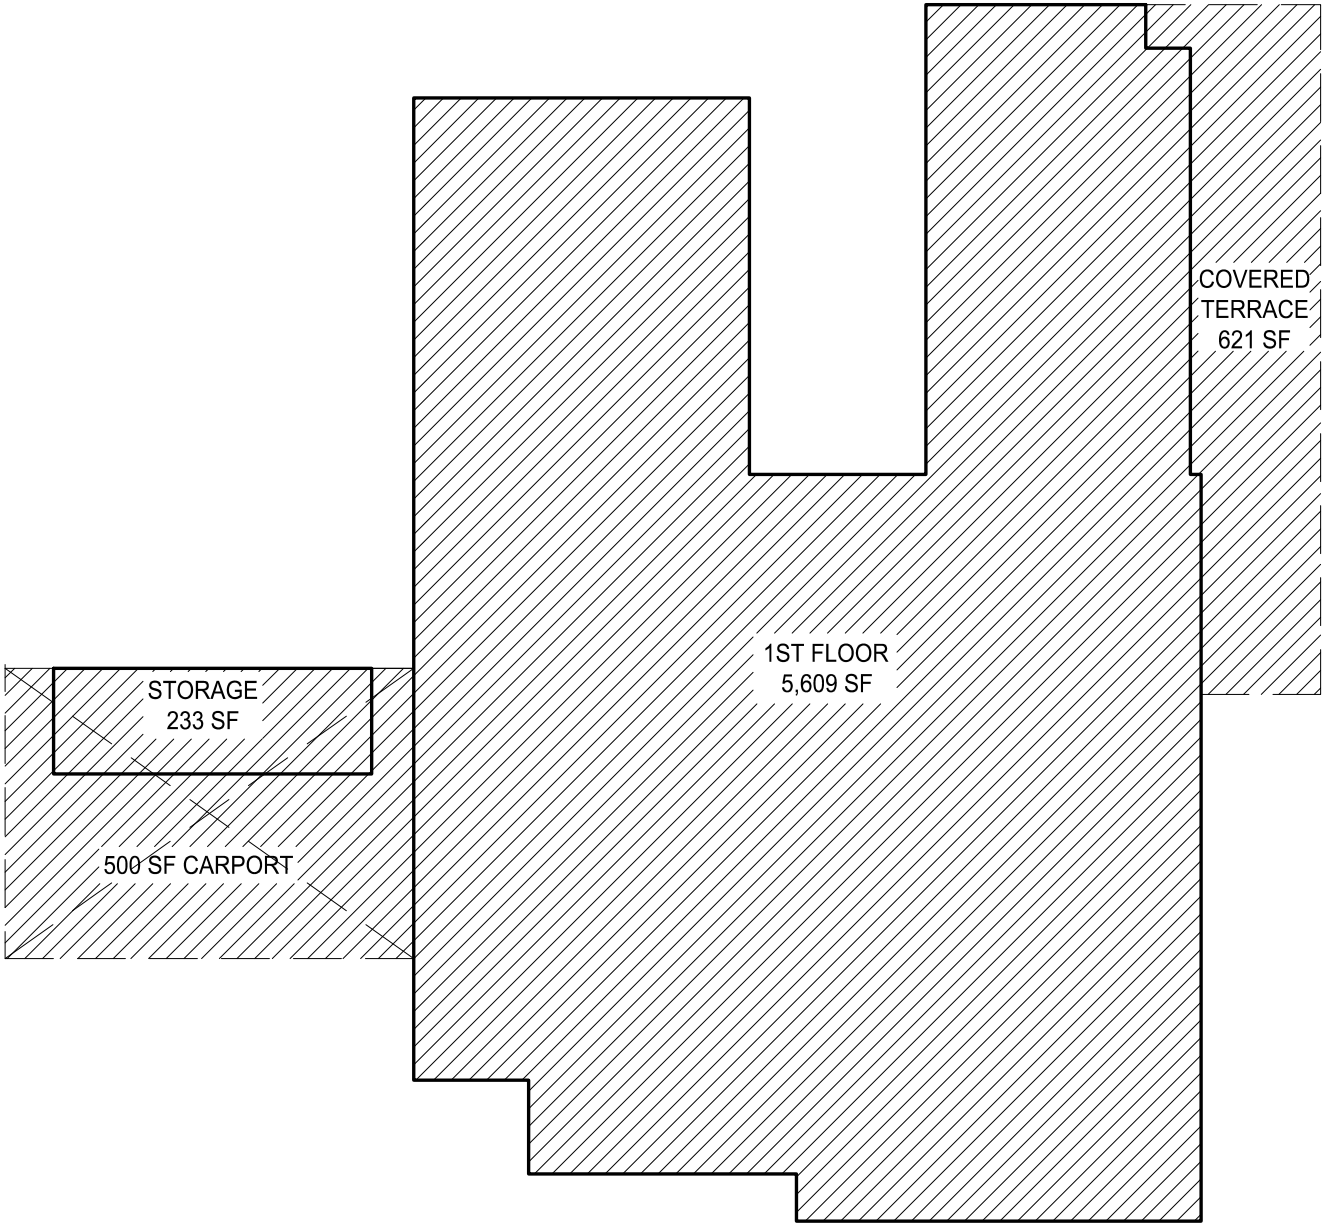 COVERED
TERRACE
621 SF
1ST FLOOR
5,609 SF
STORAGE
233 SF
500 SF CARPORT